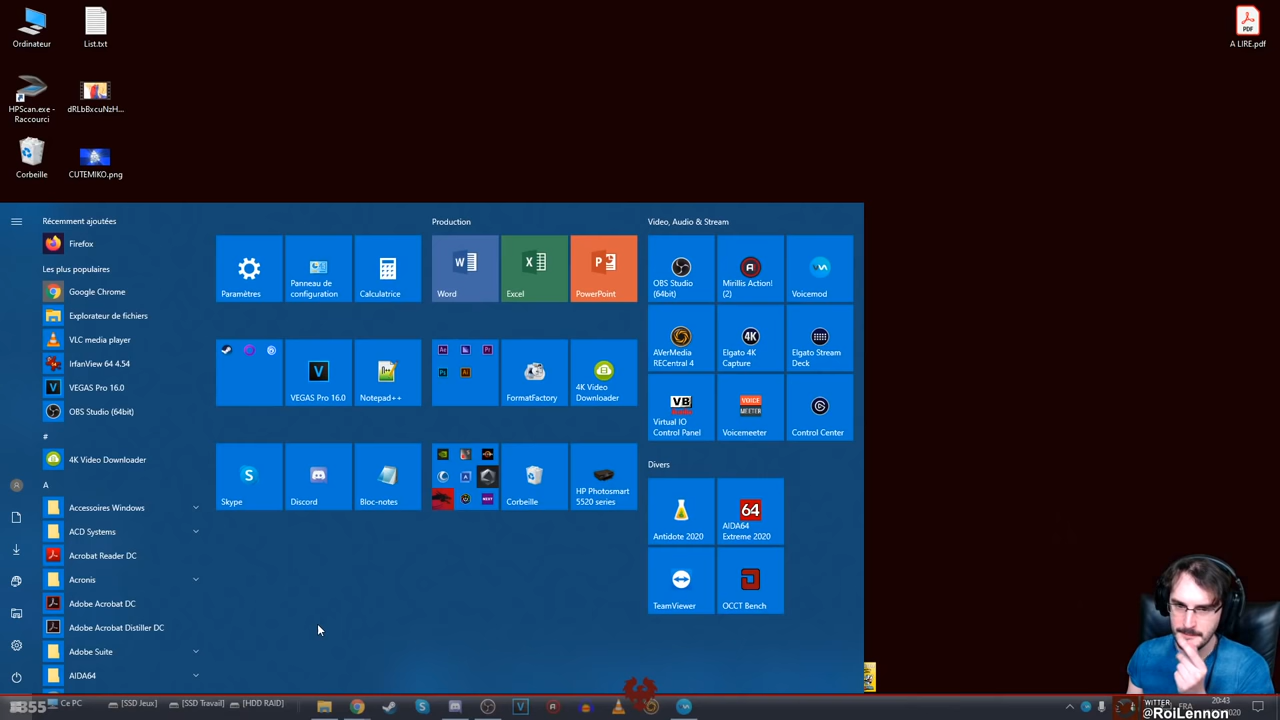 Ordinateur
List.txt
A LIRE.pdf
HPScan.exe -
Raccourci
dRLbBxcuNzH...
Corbeille
CUTEMIKO.png
Récemment ajoutées
Firefox
Les plus populaires
Google Chrome
Explorateur de fichiers
VLC media player
IrfanView 64 4.54
VEGAS Pro 16.0
OBS Studio (64bit)
#
4K Video Downloader
A
Accessoires Windows
ACD Systems
Acrobat Reader DC
Acronis
Adobe Acrobat DC
Adobe Acrobat Distiller DC
Adobe Suite
AIDA64
Paramètres
Panneau de
configuration
Calculatrice
VEGAS Pro 16.0
Notepad++
Skype
Discord
Bloc-notes
Production
Word
Excel
PowerPoint
FormatFactory
4K Video
Downloader
Corbeille
HP Photosmart
5520 series
Video, Audio & Stream
OBS Studio
(64bit)
Mirillis Action!
(2)
Voicemod
AVerMedia
RECentral 4
Elgato 4K
Capture
Elgato Stream
Deck
Virtual IO
Control Panel
Voicemeeter
Control Center
Divers
Antidote 2020
AIDA64
Extreme 2020
TeamViewer
OCCT Bench
Ce PC
[SSD Jeux]
[SSD Travail]
[HDD RAID]
FRA
20:43
@RoiLennon